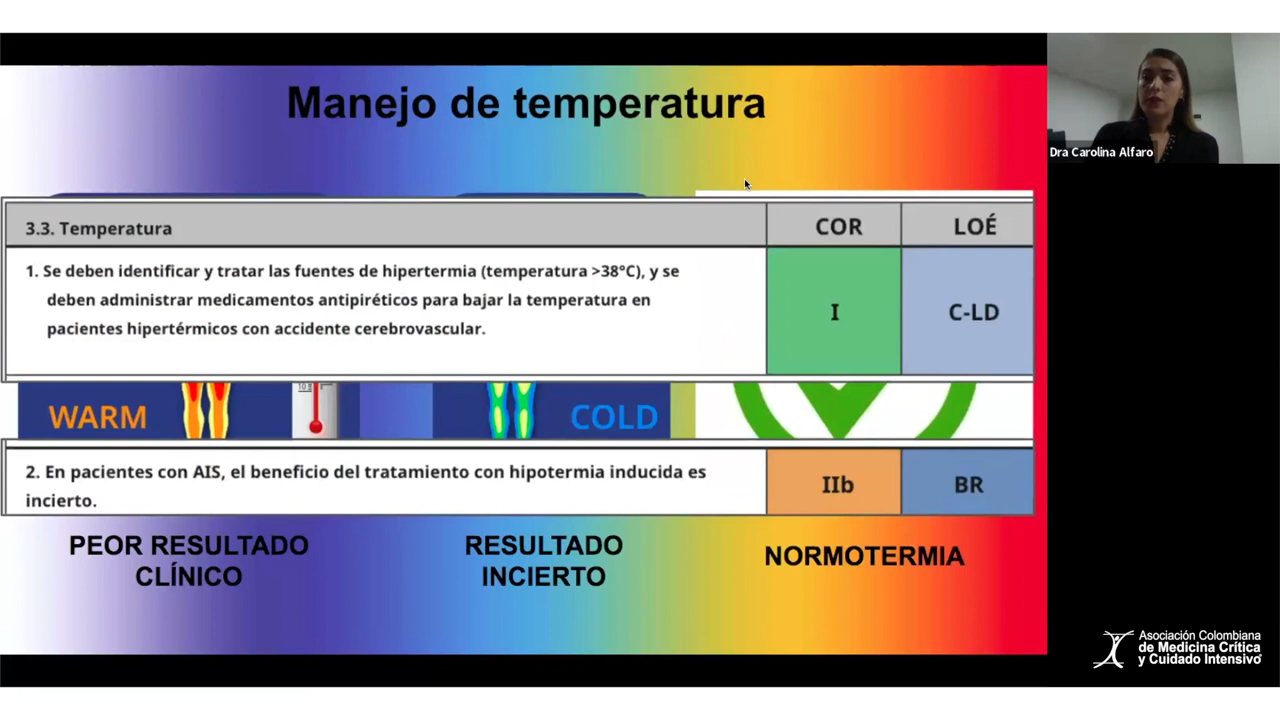 Manejo de temperatura
Dra Carolina Alfaro
3.3. Temperatura
COR
LOÉ
1. Se deben identificar y tratar las fuentes de hipertermia (temperatura >38°C), y se
deben administrar medicamentos antipiréticos para bajar la temperatura en
pacientes hipertérmicos con accidente cerebrovascular.
I
C-LD
WARM
COLD
2. En pacientes con AIS, el beneficio del tratamiento con hipotermia inducida es
incierto.
IIb
BR
PEOR RESULTADO
CLÍNICO
RESULTADO
INCIERTO
NORMOTERMIA
Asociación Colombiana
de Medicina Crítica
y Cuidado Intensivo